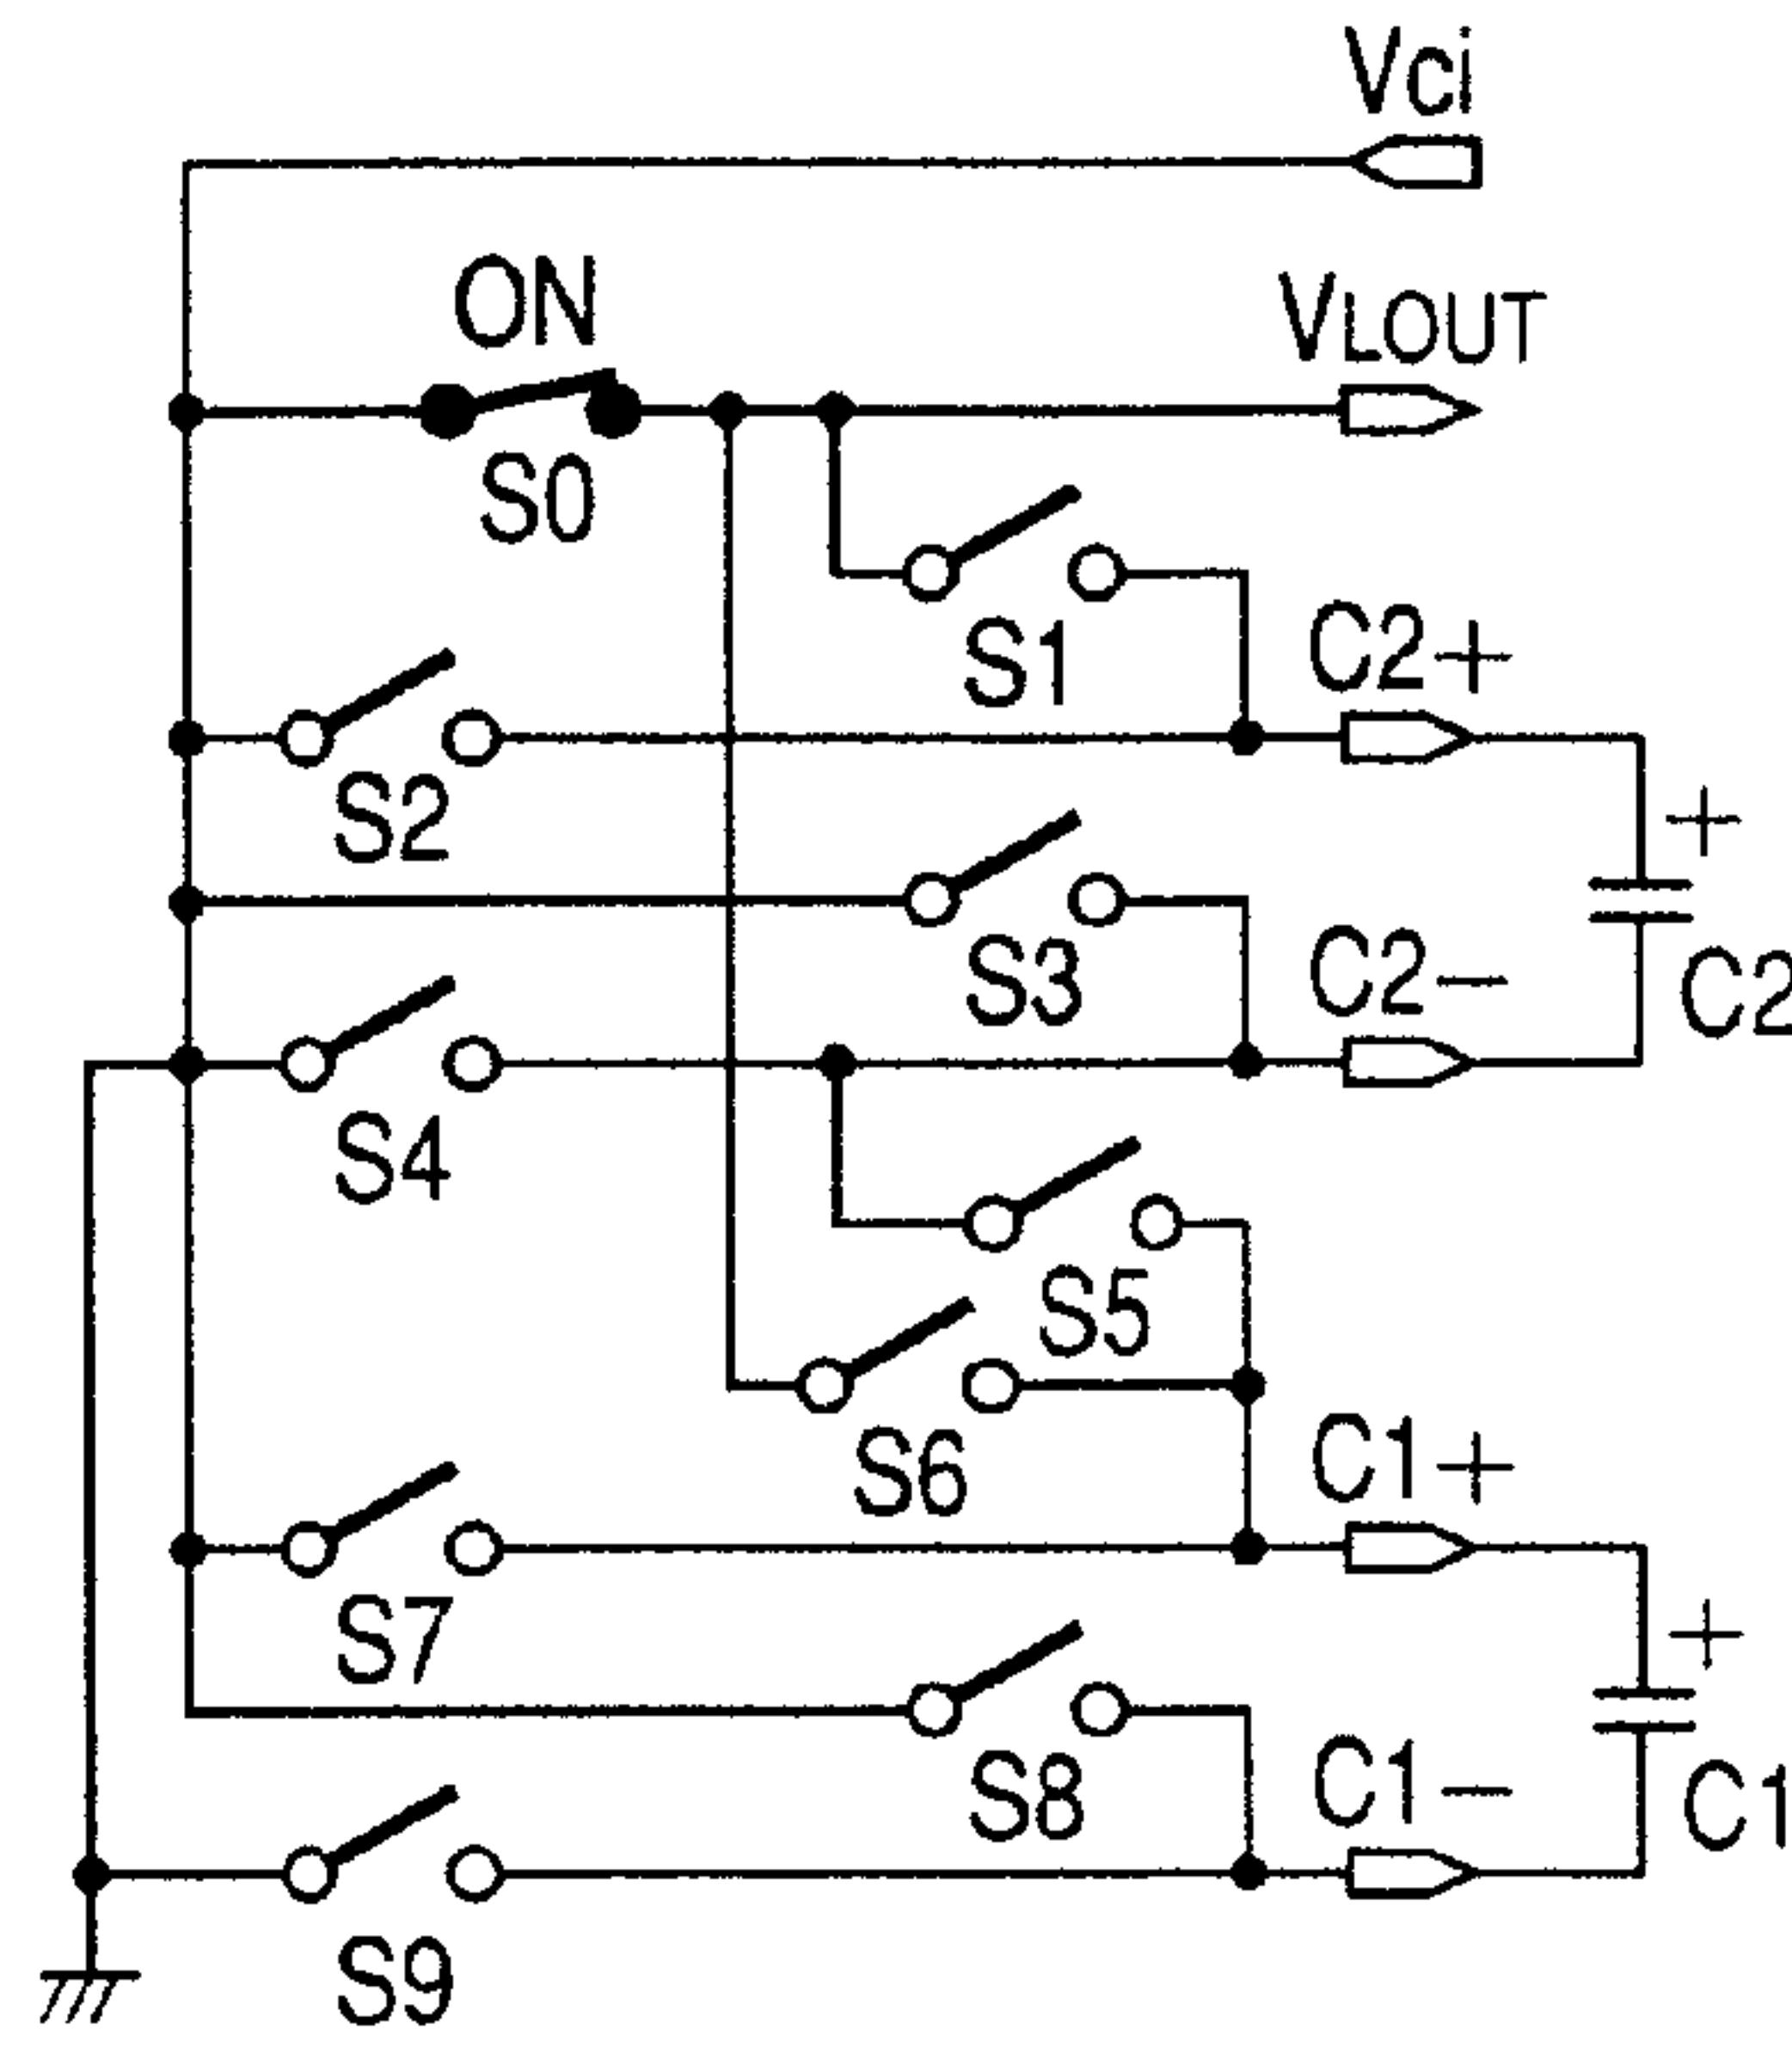 Vci
ON
VLOUT
S0
S1
C2+
S2
+
S3
C2-
C2
S4
S5
S6
C1+
S7
+
S8
C1-
C1
S9